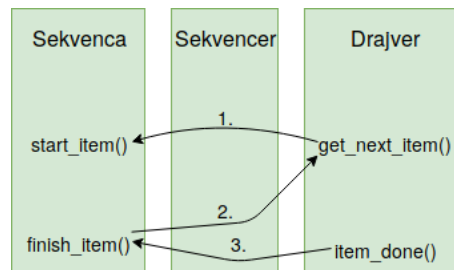 Sekvenca
Sekvencer
Drajver
1.
start_item()
get_next_item()
2.
finish_item()
3.
item_done()